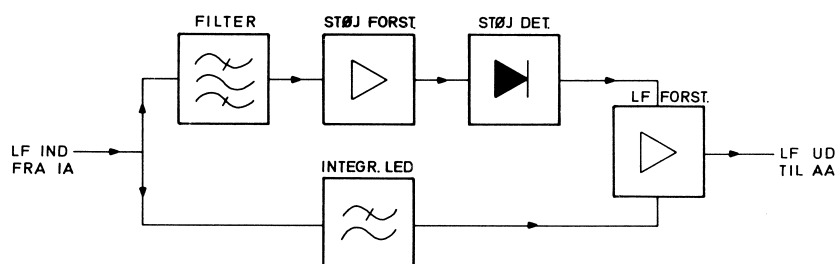 FILTER
STØJ FORST.
STØJ DET.
LF FORST.
LF IND
FRA IA
INTEGR. LED
LF UD
TIL AA